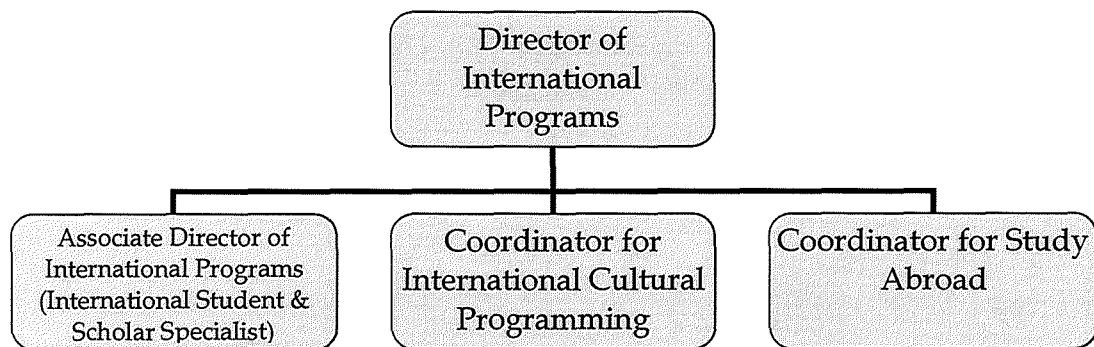 Director of
International
Programs
Associate Director of
International Programs
(International Student &
Scholar Specialist)
Coordinator for
International Cultural
Programming
Coordinator for Study
Abroad